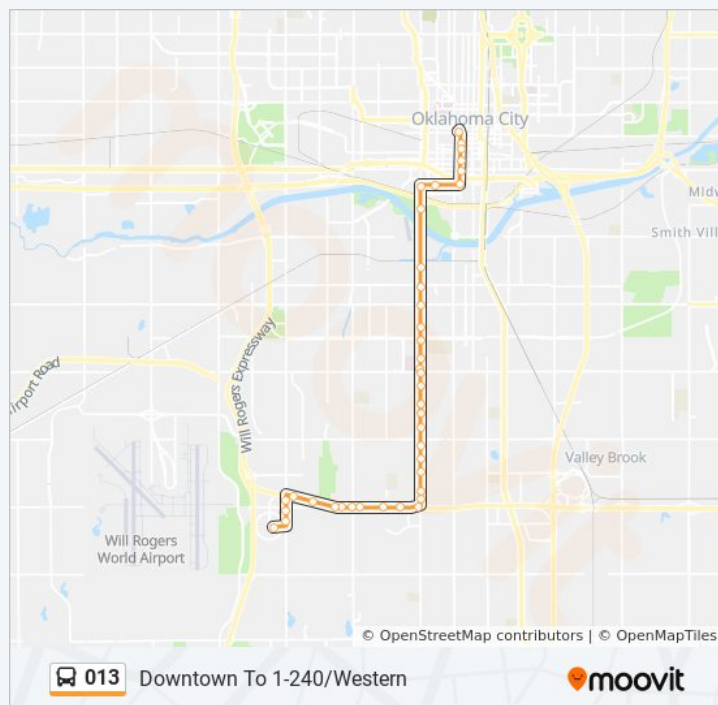 Oklahoma City
Midw
Smith Vill
Will Rogers Expressway
Airport Road
Valley Brook
Will Rogers
World Airport
© OpenStreetMap contributors | © OpenMapTiles
013 Downtown To 1-240/Western
moovit